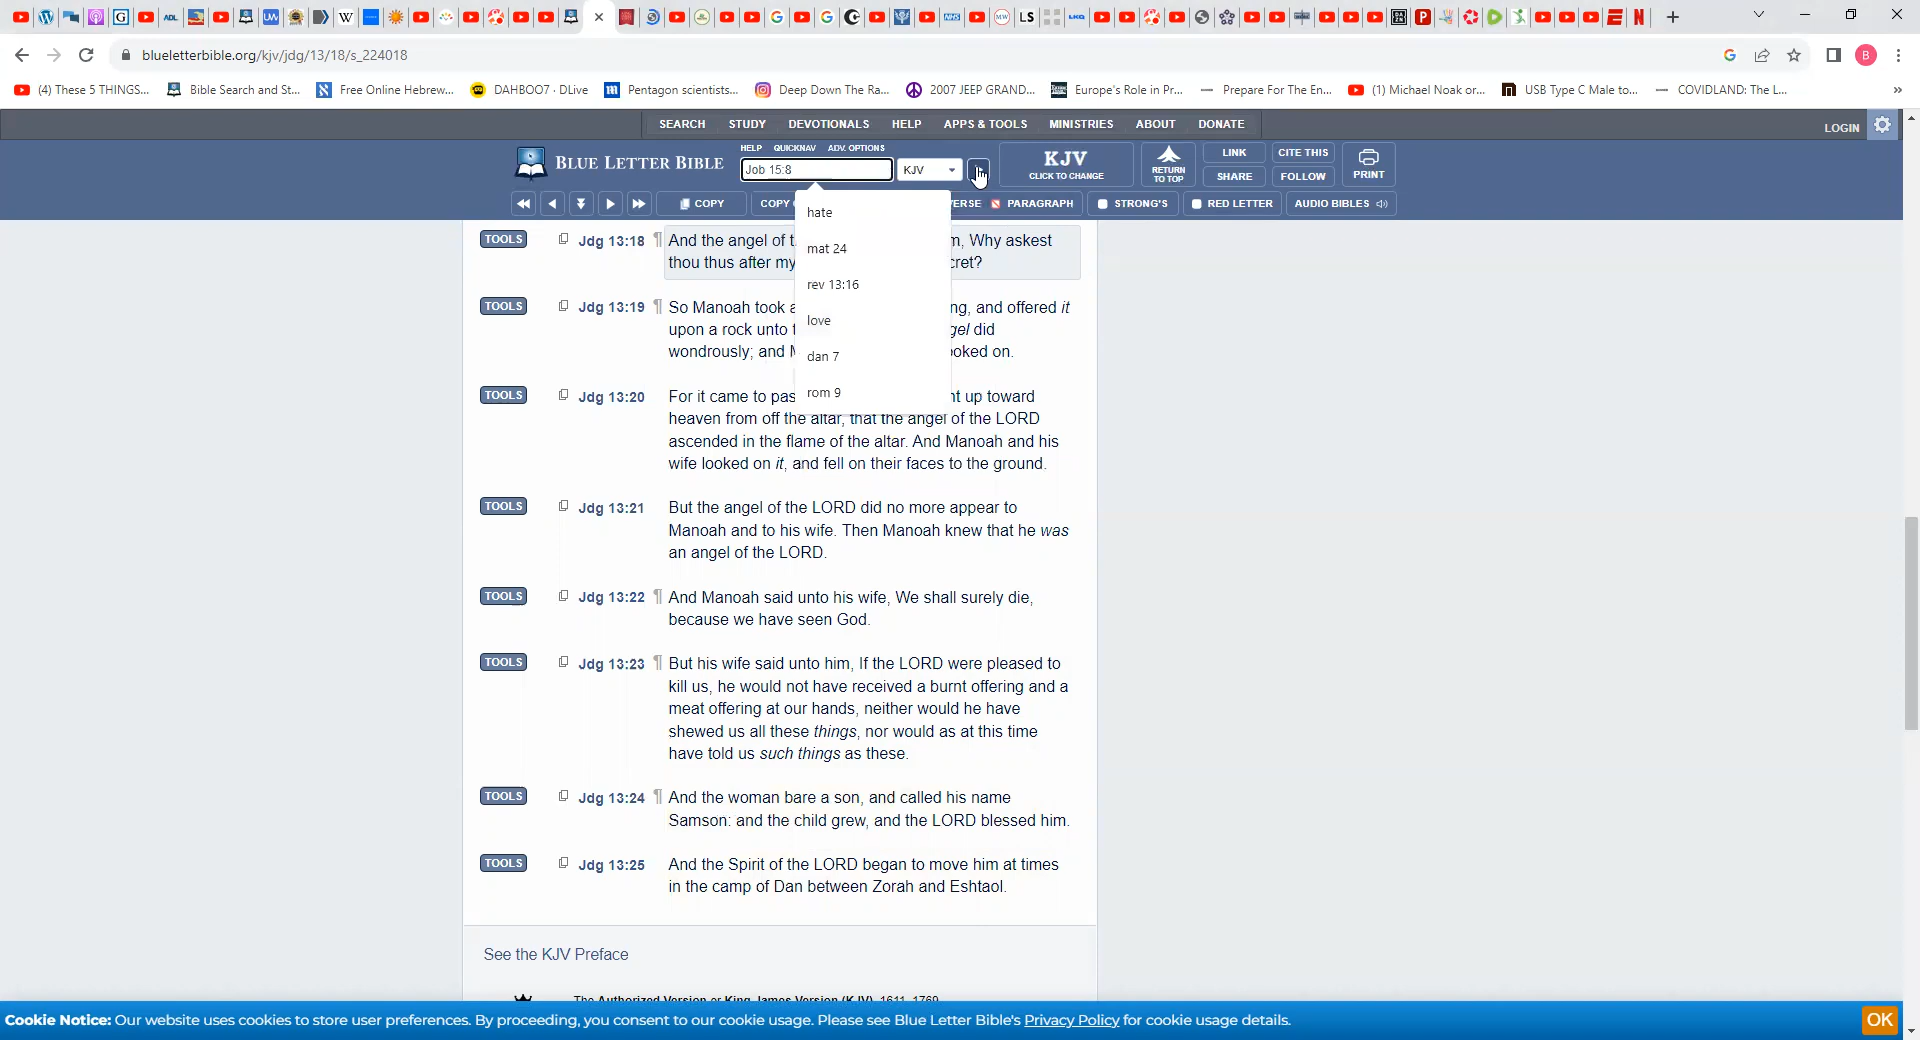 blueletterbible.org/kjv/jdg/13/18/s_224018
(4) These 5 THINGS... Bible Search and St... Free Online Hebrew... DAHBOO7 - DLive Pentagon scientists... Deep Down The Ra... 2007 JEEP GRAND... Europe's Role in Pr... Prepare For The En... (1) Michael Noak or... USB Type C Male to... COVIDLAND: The L... »
SEARCH STUDY DEVOTIONALS HELP APPS & TOOLS MINISTRIES ABOUT DONATE LOGIN
HELP QUICKNAV ADV. OPTIONS
BLUE LETTER BIBLE Job 15:8 KJV
KJV
CLICK TO CHANGE
RETURN
TO TOP
LINK CITE THIS
SHARE FOLLOW
PRINT
COPY COPY VERSE PARAGRAPH STRONG'S RED LETTER AUDIO BIBLES
hate
mat 24
rev 13:16
love
dan 7
rom 9
TOOLS Jdg 13:18 ¶ And the angel of m, Why askest
thou thus after my cret?
TOOLS Jdg 13:19 ¶ So Manoah took ng, and offered it
upon a rock unto gel did
wondrously; and ooked on.
TOOLS Jdg 13:20 For it came to pas nt up toward
heaven from off the altar, that the angel of the LORD
ascended in the flame of the altar. And Manoah and his
wife looked on it, and fell on their faces to the ground.
TOOLS Jdg 13:21 But the angel of the LORD did no more appear to
Manoah and to his wife. Then Manoah knew that he was
an angel of the LORD.
TOOLS Jdg 13:22 ¶ And Manoah said unto his wife, We shall surely die,
because we have seen God.
TOOLS Jdg 13:23 ¶ But his wife said unto him, If the LORD were pleased to
kill us, he would not have received a burnt offering and a
meat offering at our hands, neither would he have
shewed us all these things, nor would as at this time
have told us such things as these.
TOOLS Jdg 13:24 ¶ And the woman bare a son, and called his name
Samson: and the child grew, and the LORD blessed him.
TOOLS Jdg 13:25 And the Spirit of the LORD began to move him at times
in the camp of Dan between Zorah and Eshtaol.
See the KJV Preface
The Authorized Version or King James Version (KJV), 1611, 1769
Cookie Notice: Our website uses cookies to store user preferences. By proceeding, you consent to our cookie usage. Please see Blue Letter Bible's Privacy Policy for cookie usage details. OK